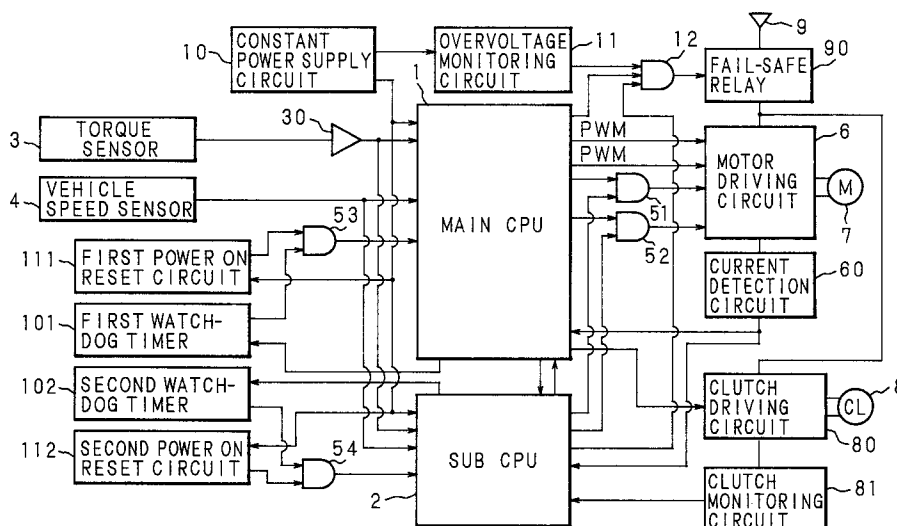 10
CONSTANT
POWER SUPPLY
CIRCUIT
OVERVOLTAGE
MONITORING
CIRCUIT
11
12
9
90
FAIL-SAFE
RELAY
1
30
3
TORQUE
SENSOR
4
VEHICLE
SPEED SENSOR
MAIN CPU
PWM
PWM
6
MOTOR
DRIVING
CIRCUIT
M
7
51
52
53
111
FIRST POWER ON
RESET CIRCUIT
101
FIRST WATCH-
DOG TIMER
60
CURRENT
DETECTION
CIRCUIT
102
SECOND WATCH-
DOG TIMER
112
SECOND POWER ON
RESET CIRCUIT
54
SUB CPU
2
CLUTCH
DRIVING
CIRCUIT
CL
8
80
CLUTCH
MONITORING
CIRCUIT
81